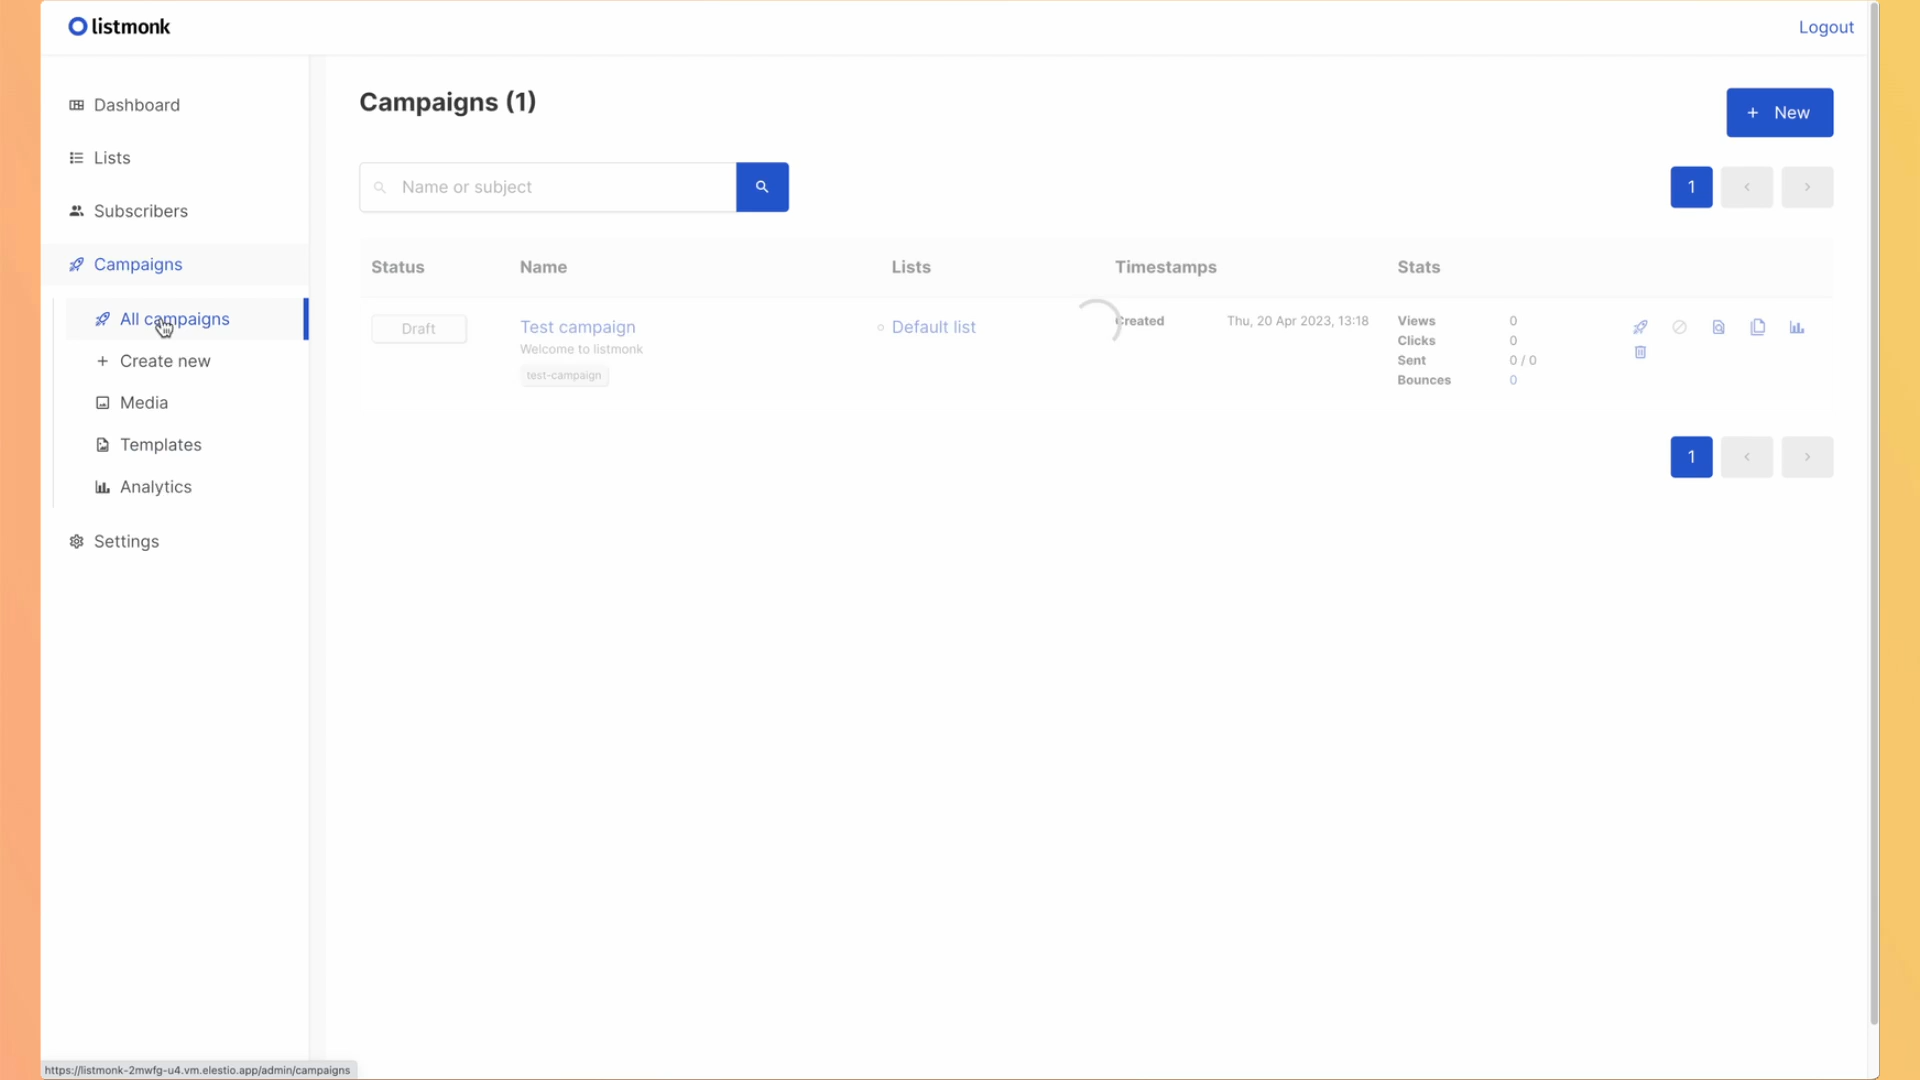 listmonk
Logout
Dashboard
Lists
Subscribers
Campaigns
All campaigns
Create new
Media
Templates
Analytics
Settings
Campaigns (1)
+ New
Name or subject
1
Status Name Lists Timestamps Stats
Draft
Test campaign
Welcome to listmonk
test-campaign
Default list
Created Thu, 20 Apr 2023, 13:18
Views 0
Clicks 0
Sent 0 / 0
Bounces 0
1
https://listmonk-2mwfg-u4.vm.elestio.app/admin/campaigns